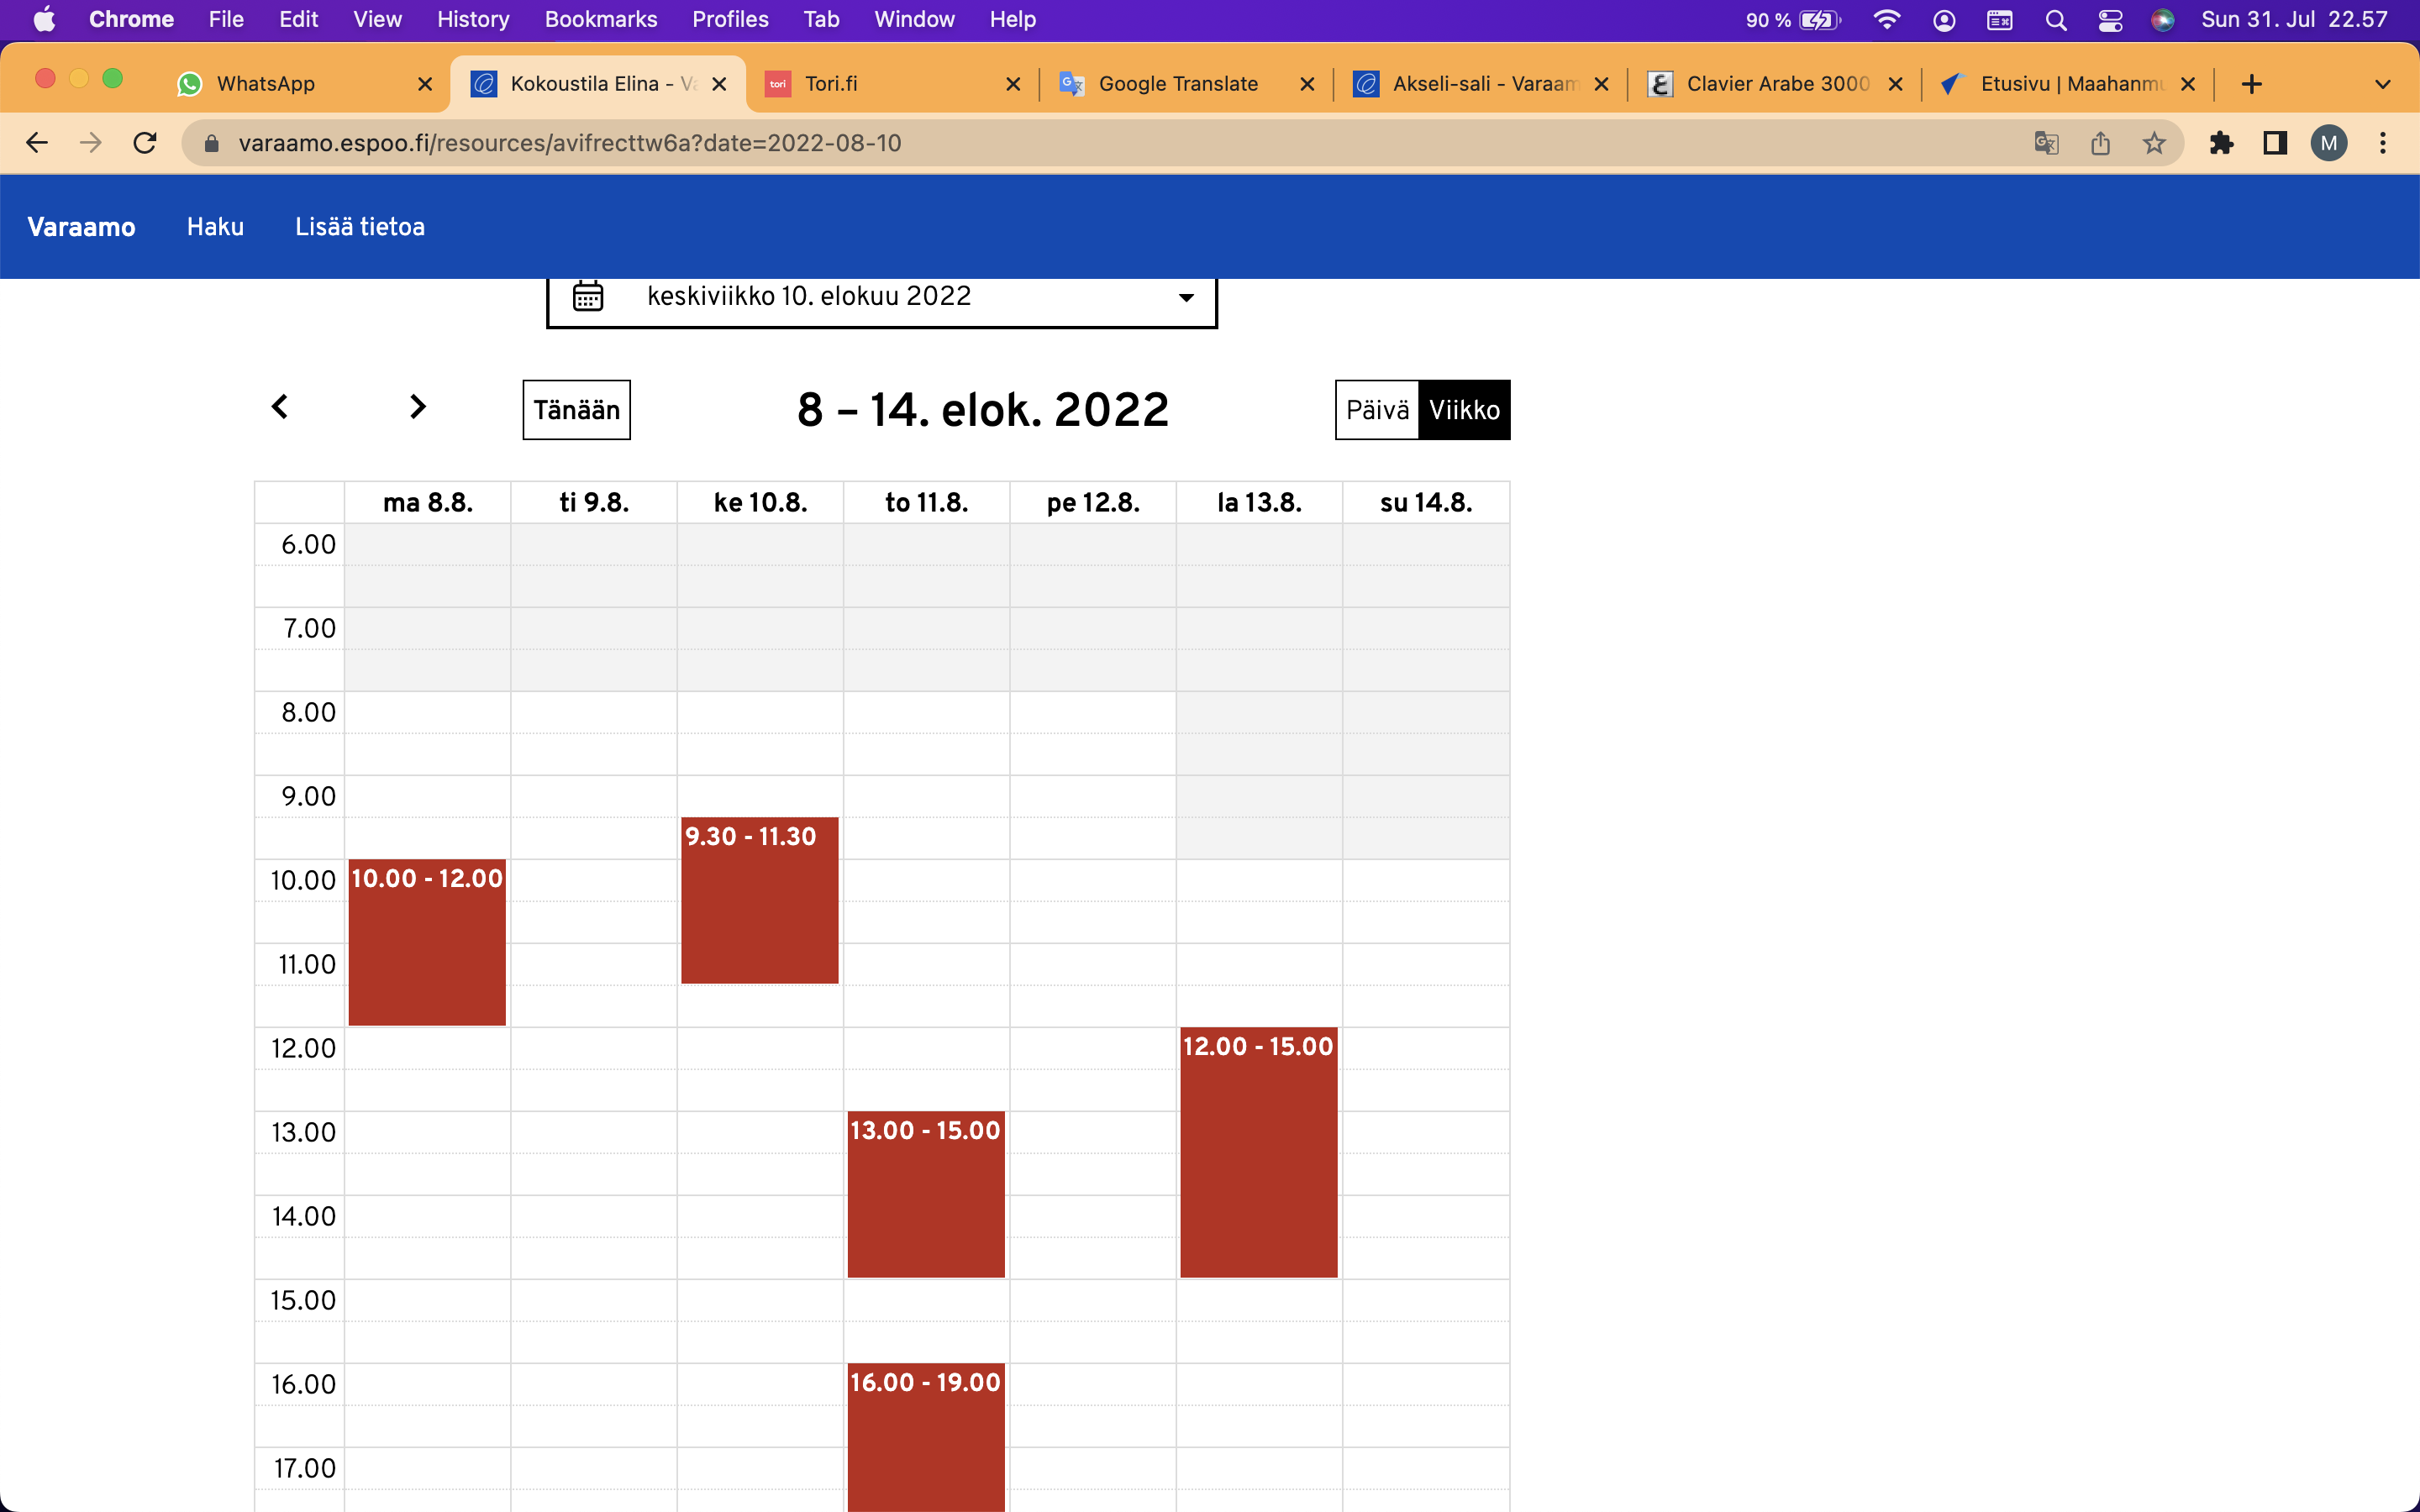 Chrome File Edit View History Bookmarks Profiles Tab Window Help 90 % Sun 31. Jul 22.57
WhatsApp Kokoustila Elina - Va Tori.fi Google Translate Akseli-sali - Varaam Clavier Arabe 3000 Etusivu | Maahanmu
varaamo.espoo.fi/resources/avifrecttw6a?date=2022-08-10 M
Varaamo Haku Lisää tietoa
keskiviikko 10. elokuu 2022
Tänään 8 – 14. elok. 2022 Päivä Viikko
ma 8.8. ti 9.8. ke 10.8. to 11.8. pe 12.8. la 13.8. su 14.8.
6.00
7.00
8.00
9.00
9.30 - 11.30
10.00 10.00 - 12.00
11.00
12.00 12.00 - 15.00
13.00 13.00 - 15.00
14.00
15.00
16.00 16.00 - 19.00
17.00